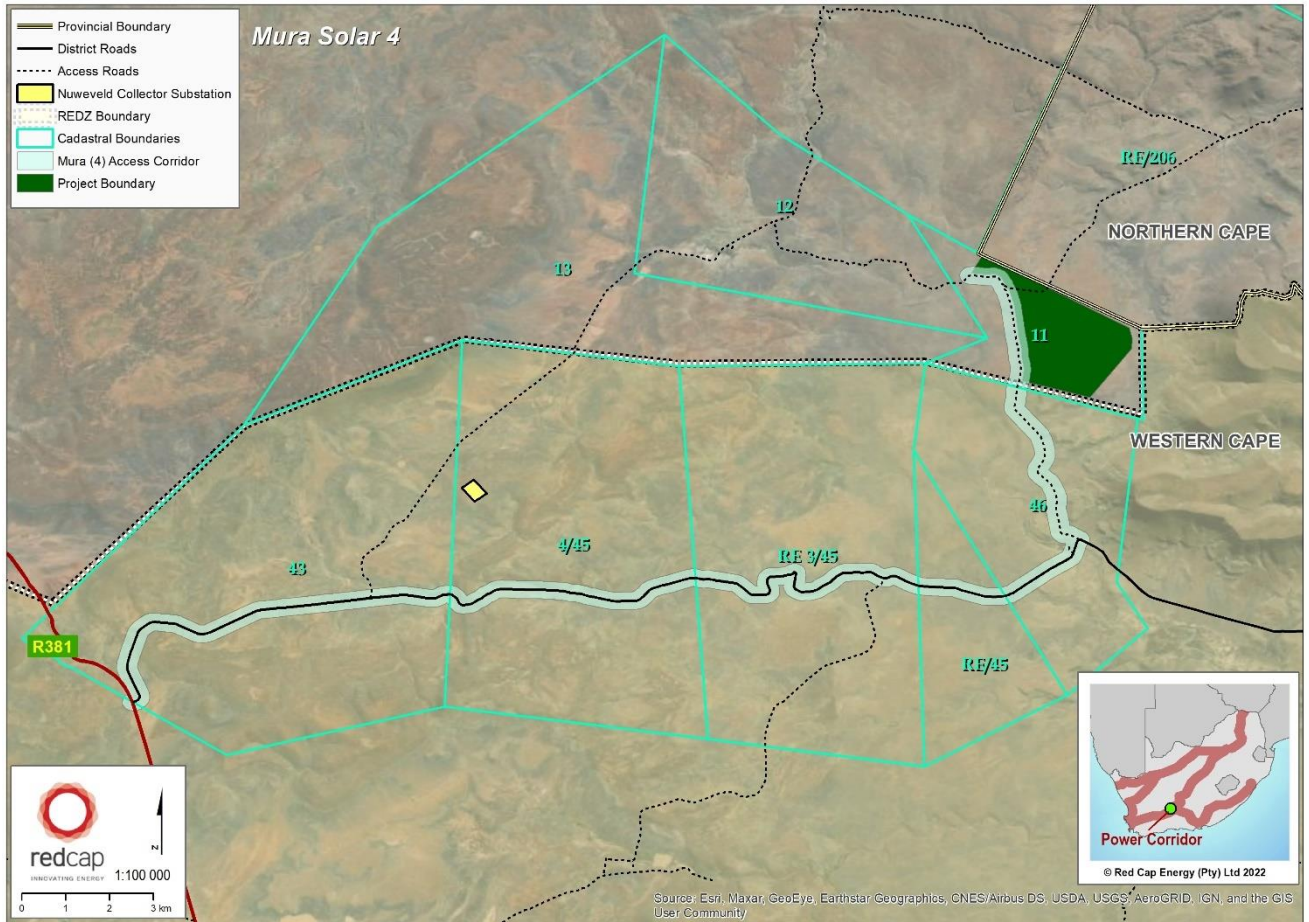 Mura Solar 4
Provincial Boundary
District Roads
Access Roads
Nuweveld Collector Substation
REDZ Boundary
Cadastral Boundaries
Mura (4) Access Corridor
Project Boundary
RE/206
12
NORTHERN CAPE
13
11
WESTERN CAPE
46
4/45
RE 3/45
43
R381
RE/45
redcap
INNOVATING ENERGY
1:100 000
N
0 1 2 3 km
Power Corridor
© Red Cap Energy (Pty) Ltd 2022
Source: Esri, Maxar, GeoEye, Earthstar Geographics, CNES/Airbus DS, USDA, USGS, AeroGRID, IGN, and the GIS
User Community